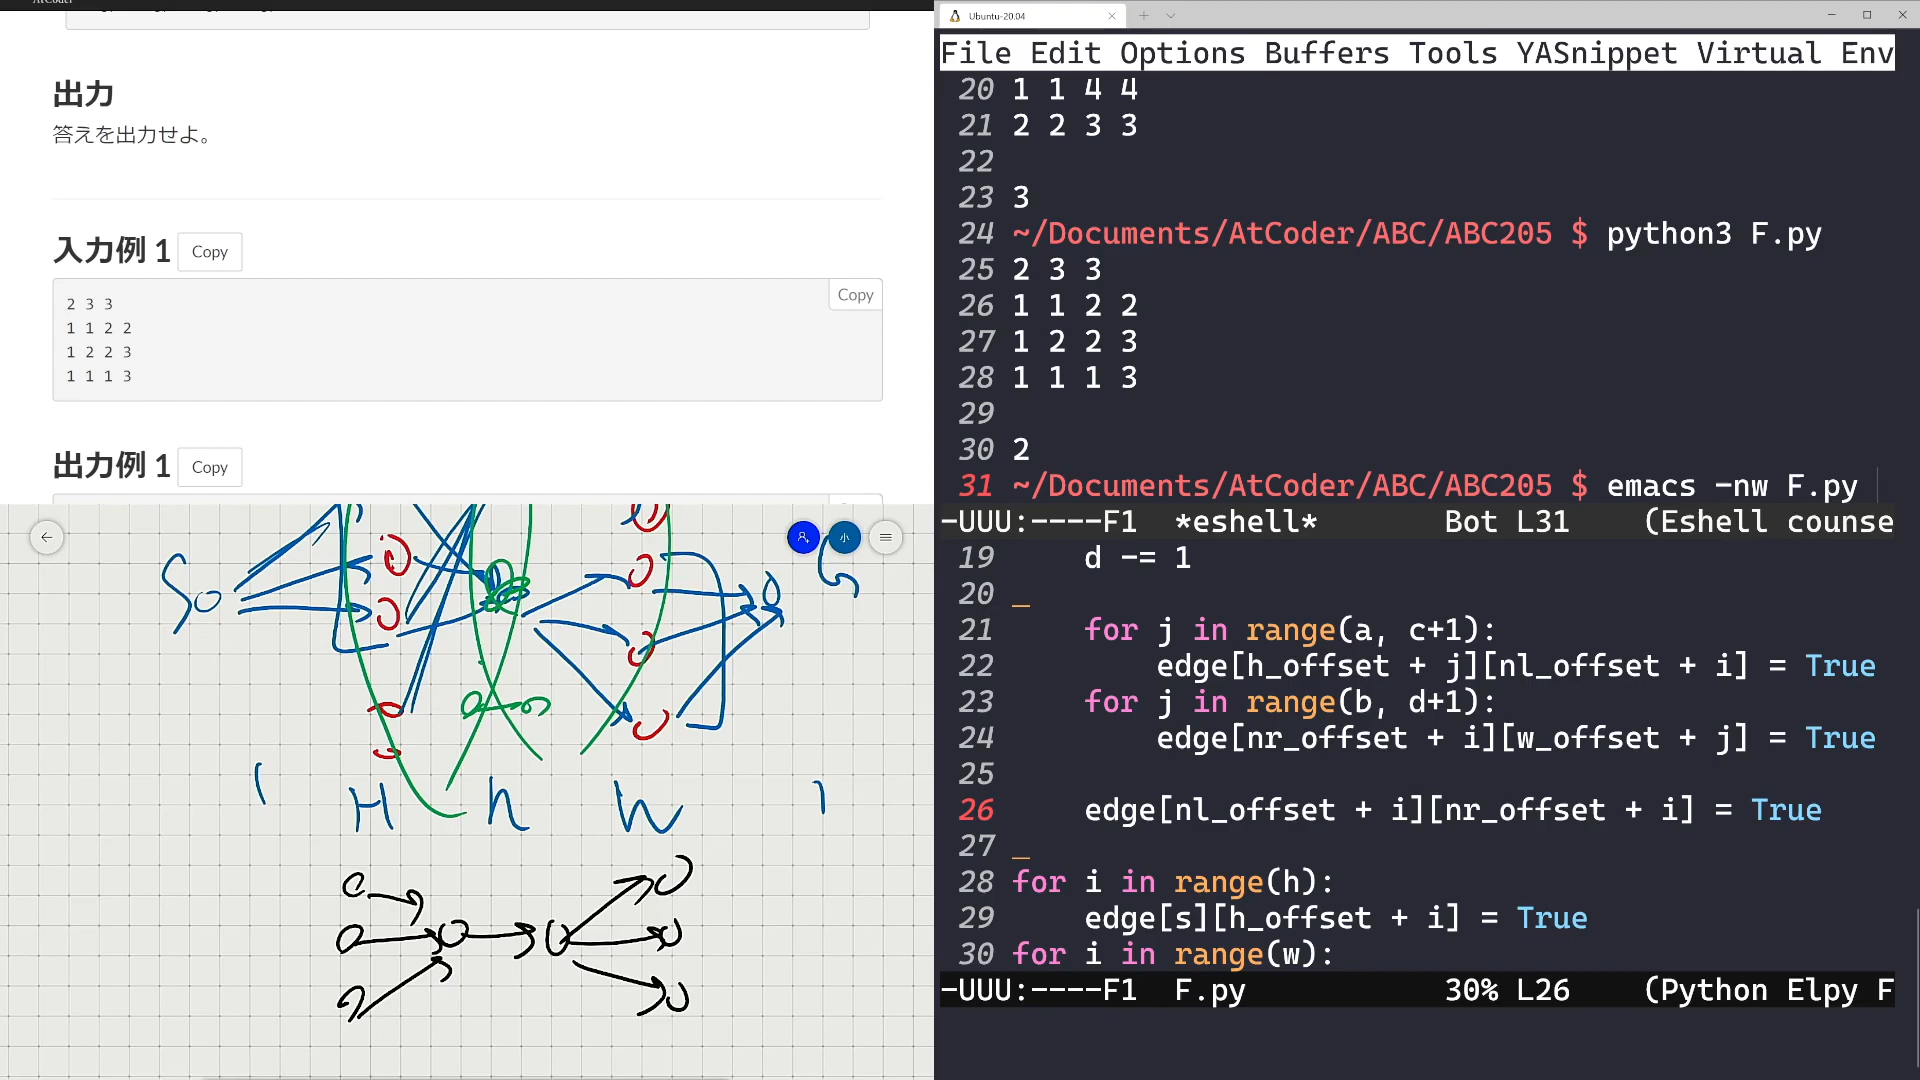 AtCoder
出力
答えを出力せよ。
入力例 1 Copy
Copy
2 3 3
1 1 2 2
1 2 2 3
1 1 1 3
出力例 1 Copy
小
S
1 H n W 1
Ubuntu-20.04
File Edit Options Buffers Tools YASnippet Virtual Env
20 1 1 4 4
21 2 2 3 3
22
23 3
24 ~/Documents/AtCoder/ABC/ABC205 $ python3 F.py
25 2 3 3
26 1 1 2 2
27 1 2 2 3
28 1 1 1 3
29
30 2
31 ~/Documents/AtCoder/ABC/ABC205 $ emacs -nw F.py
-UUU:----F1 *eshell* Bot L31 (Eshell counse
19 d -= 1
20 _
21 for j in range(a, c+1):
22 edge[h_offset + j][nl_offset + i] = True
23 for j in range(b, d+1):
24 edge[nr_offset + i][w_offset + j] = True
25
26 edge[nl_offset + i][nr_offset + i] = True
27 _
28 for i in range(h):
29 edge[s][h_offset + i] = True
30 for i in range(w):
-UUU:----F1 F.py 30% L26 (Python Elpy F